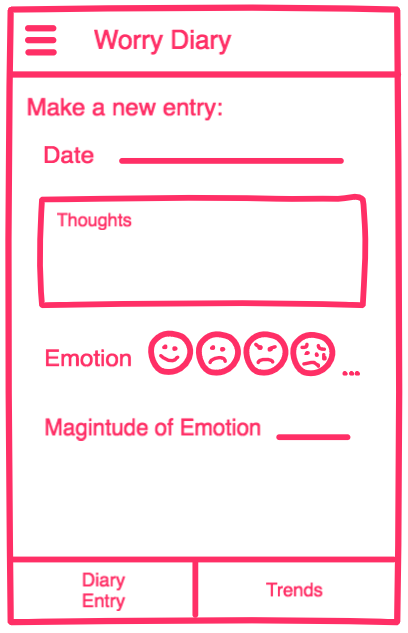 Worry Diary
Make a new entry:
Date
Thoughts
Emotion
...
Magintude of Emotion
Diary
Entry
Trends